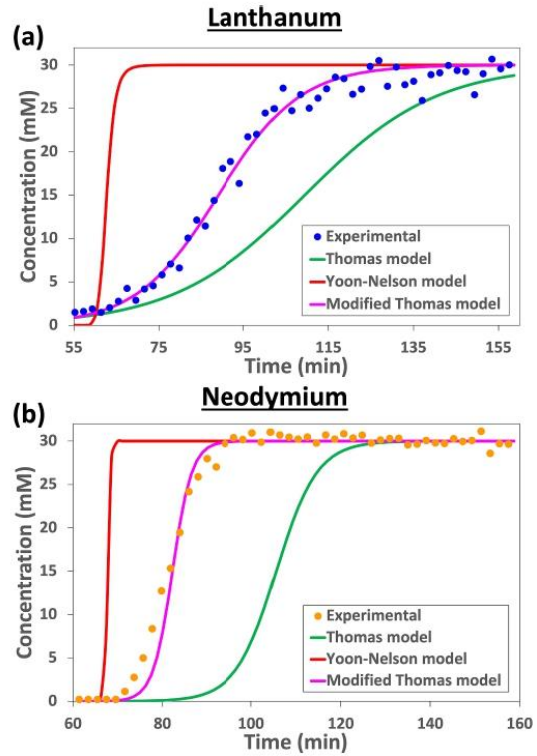 Lanthanum
(a)
Concentration (mM)
35
30
25
20
15
10
5
0
Experimental
Thomas model
Yoon-Nelson model
Modified Thomas model
55 75 95 115 135 155
Time (min)
Neodymium
(b)
Concentration (mM)
35
30
25
20
15
10
5
0
Experimental
Thomas model
Yoon-Nelson model
Modified Thomas model
60 80 100 120 140 160
Time (min)